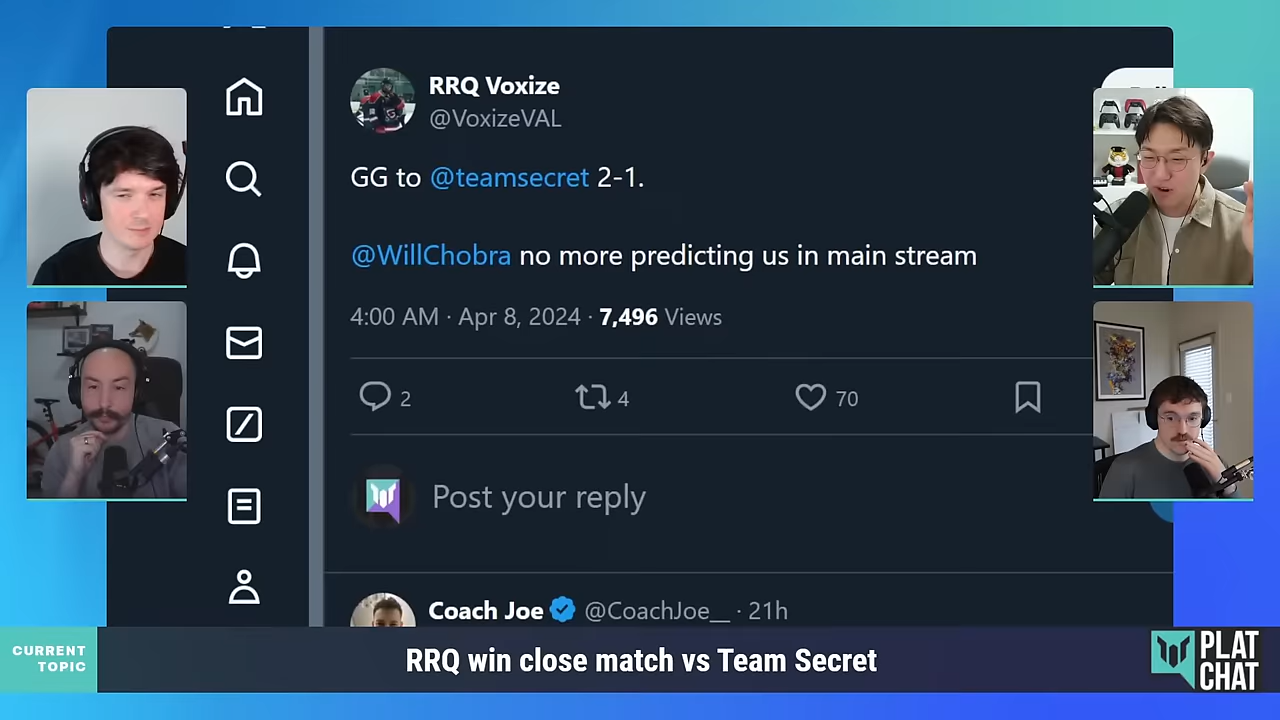 RRQ Voxize
@VoxizeVAL
GG to @teamsecret 2-1.
@WillChobra no more predicting us in main stream
4:00 AM · Apr 8, 2024 · 7,496 Views
2 4 70
Post your reply
Coach Joe @CoachJoe__ · 21h
CURRENT TOPIC
RRQ win close match vs Team Secret
PLAT
CHAT